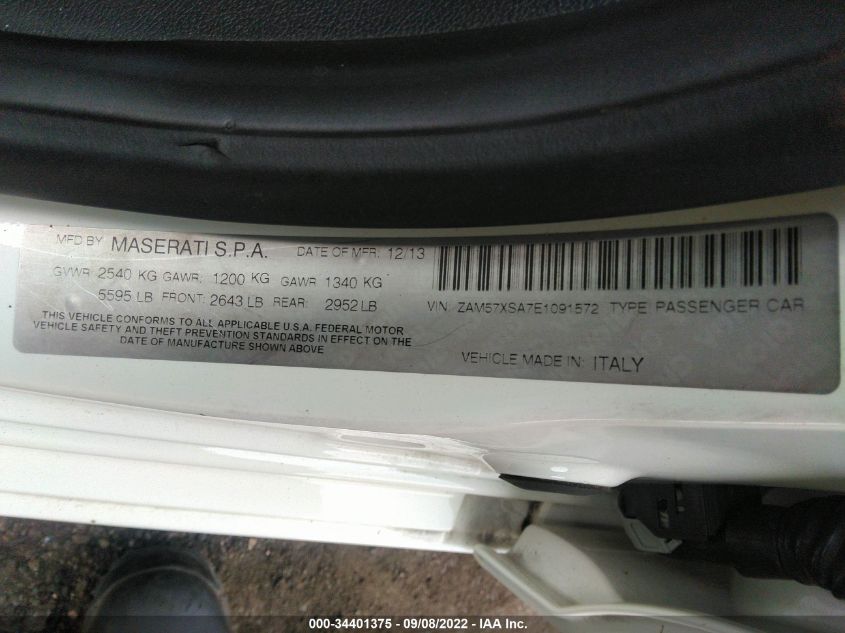 MFD BY MASERATI S.P.A. DATE OF MFR. 12/13
GVWR: 2540 KG GAWR: 1200 KG GAWR 1340 KG
5595 LB FRONT: 2643 LB REAR: 2952 LB
THIS VEHICLE CONFORMS TO ALL APPLICABLE U.S.A. FEDERAL MOTOR
VEHICLE SAFETY AND THEFT PREVENTION STANDARDS IN EFFECT ON THE
DATE OF MANUFACTURE SHOWN ABOVE
VIN: ZAM57XSA7E1091572 TYPE: PASSENGER CAR
VEHICLE MADE IN: ITALY
000-34401375 - 09/08/2022 - IAA Inc.